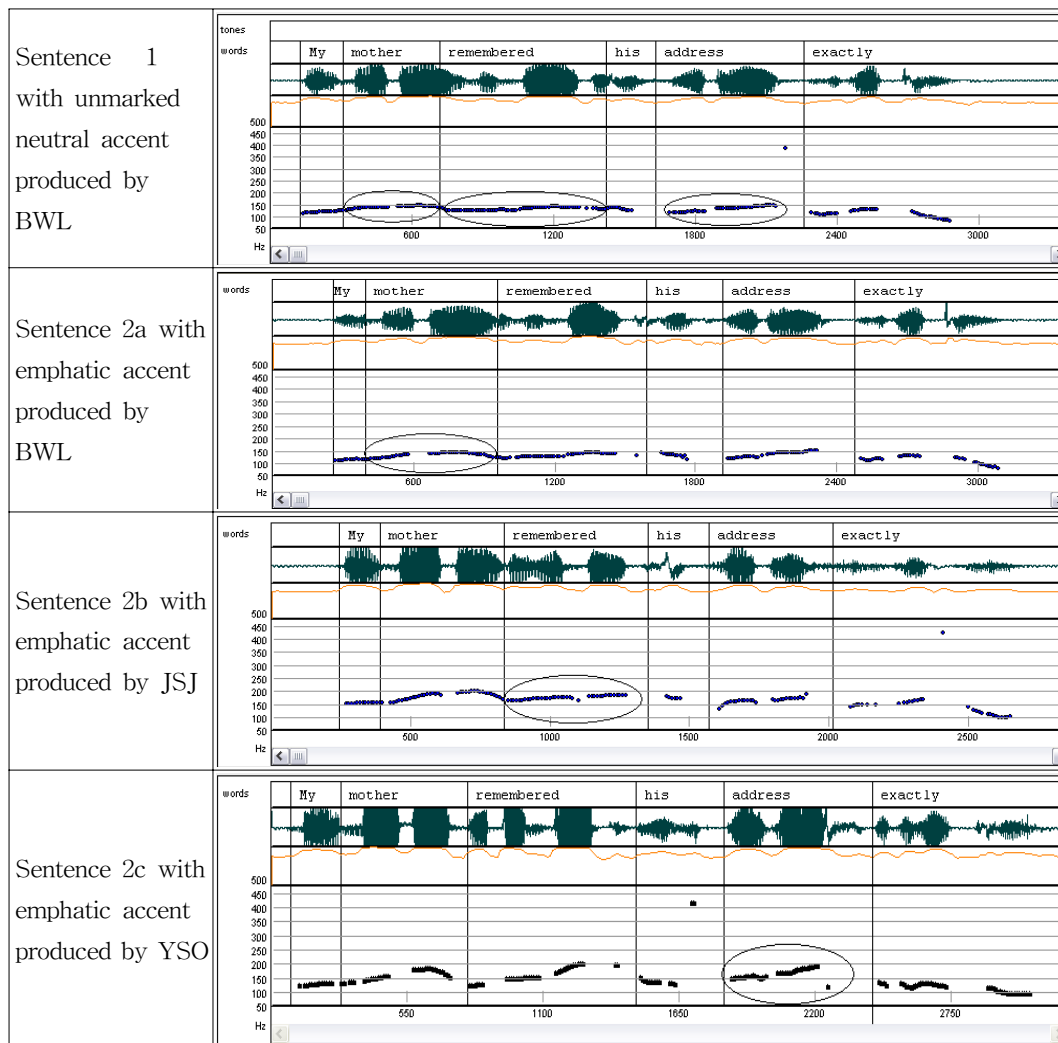 Sentence 1
with unmarked
neutral accent
produced by
BWL
tones
words My mother remembered his address exactly
500
450
400
350
300
250
200
150
100
50
Hz 600 1200 1800 2400 3000
Sentence 2a with
emphatic accent
produced by
BWL
words My mother remembered his address exactly
500
450
400
350
300
250
200
150
100
50
Hz 600 1200 1800 2400 3000
Sentence 2b with
emphatic accent
produced by JSJ
words My mother remembered his address exactly
500
450
400
350
300
250
200
150
100
50
Hz 500 1000 1500 2000 2500
Sentence 2c with
emphatic accent
produced by YSO
words My mother remembered his address exactly
500
450
400
350
300
250
200
150
100
50
Hz 550 1100 1650 2200 2750